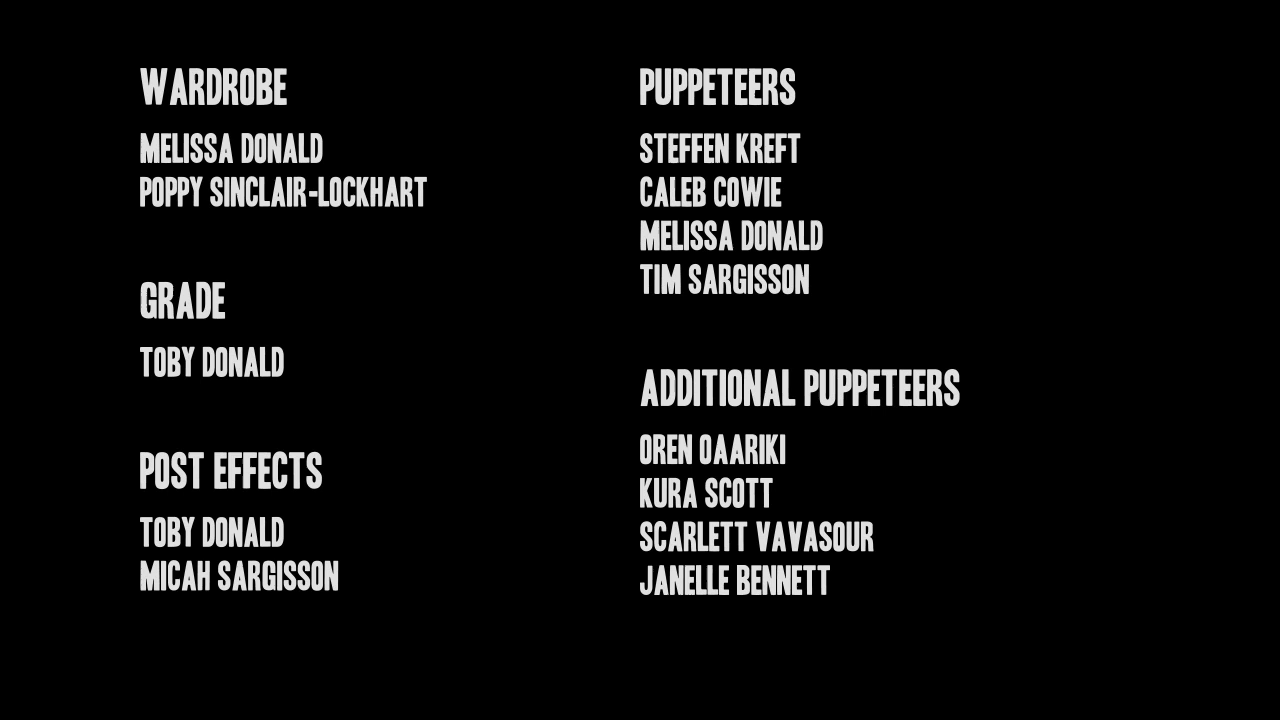 WARDROBE
MELISSA DONALD
POPPY SINCLAIR-LOCKHART
GRADE
TOBY DONALD
POST EFFECTS
TOBY DONALD
MICAH SARGISSON
PUPPETEERS
STEFFEN KREFT
CALEB COWIE
MELISSA DONALD
TIM SARGISSON
ADDITIONAL PUPPETEERS
OREN OAARIKI
KURA SCOTT
SCARLETT VAVASOUR
JANELLE BENNETT